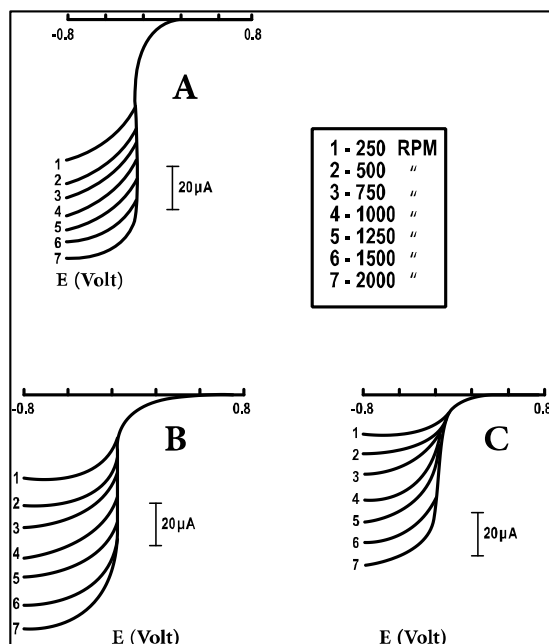 -0.8 0.8
A
1
2
3
4
5
6
7
20µA
E (Volt)
1 - 250 RPM
2 - 500 “
3 - 750 “
4 - 1000 “
5 - 1250 “
6 - 1500 “
7 - 2000 “
-0.8 0.8
B
1
2
3
4
5
6
7
20µA
E (Volt)
-0.8 0.8
C
1
2
3
4
5
6
7
20µA
E (Volt)